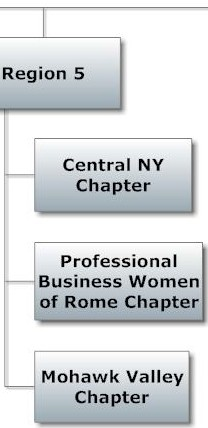 Region 5
Central NY
Chapter
Professional
Business Women
of Rome Chapter
Mohawk Valley
Chapter